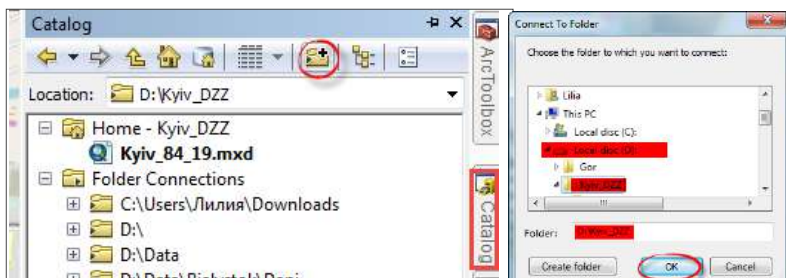 Catalog
Location: D:\Kyiv_DZZ
Home - Kyiv_DZZ
Kyiv_84_19.mxd
Folder Connections
C:\Users\Лилия\Downloads
D:\
D:\Data
ArcToolbox
Catalog
Connect To Folder
Choose the folder to which you want to connect:
Lilia
This PC
Local disc (C):
Local disc (D):
Gor
Kyiv_DZZ
Folder:
Create folder
OK
Cancel